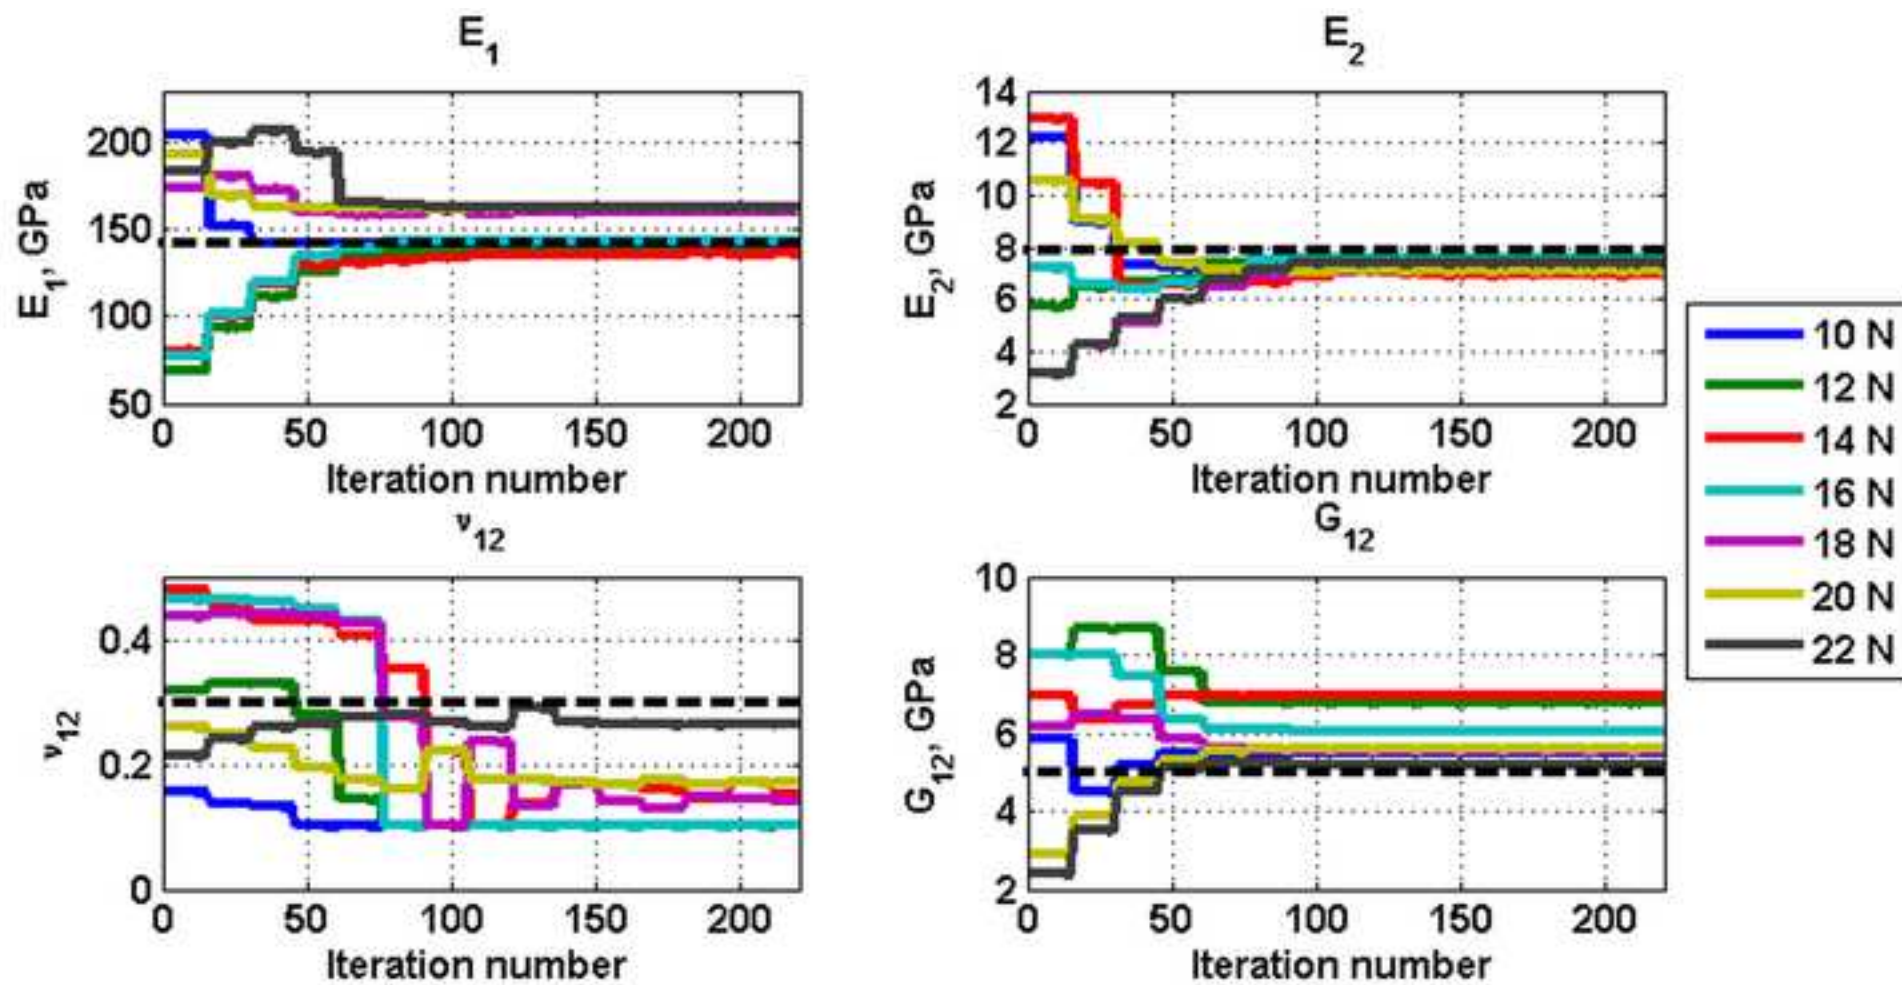 E1
E2
200
150
100
50
E1, GPa
0 50 100 150 200
Iteration number
14
12
10
8
6
4
2
E2, GPa
0 50 100 150 200
Iteration number
ν12
G12
0.4
0.2
0
ν12
0 50 100 150 200
Iteration number
10
8
6
4
2
G12, GPa
0 50 100 150 200
Iteration number
10 N
12 N
14 N
16 N
18 N
20 N
22 N